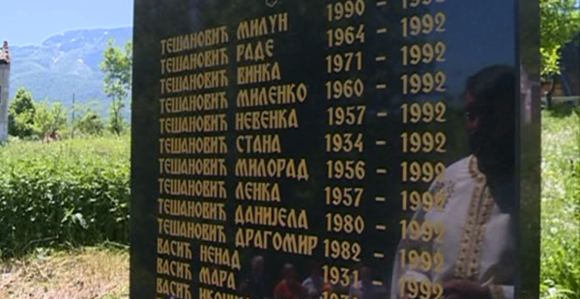 ТЕШАНОВИЋ МИЛУН 1990 - 1992
ТЕШАНОВИЋ РАДЕ 1964 - 1992
ТЕШАНОВИЋ ВИНКА 1971 - 1992
ТЕШАНОВИЋ МИЛЕНКО 1960 - 1992
ТЕШАНОВИЋ НЕВЕНКА 1957 - 1992
ТЕШАНОВИЋ СТАНА 1934 - 1992
ТЕШАНОВИЋ МИЛОРАД 1956 - 1992
ТЕШАНОВИЋ ЛЕНКА 1957 - 1992
ТЕШАНОВИЋ ДАНИЈЕЛА 1980 - 1992
ТЕШАНОВИЋ ДРАГОМИР 1982 - 1992
ВАСИЋ НЕНАД 1931 - 1992
ВАСИЋ МАРА 1992
ВАСИЋ